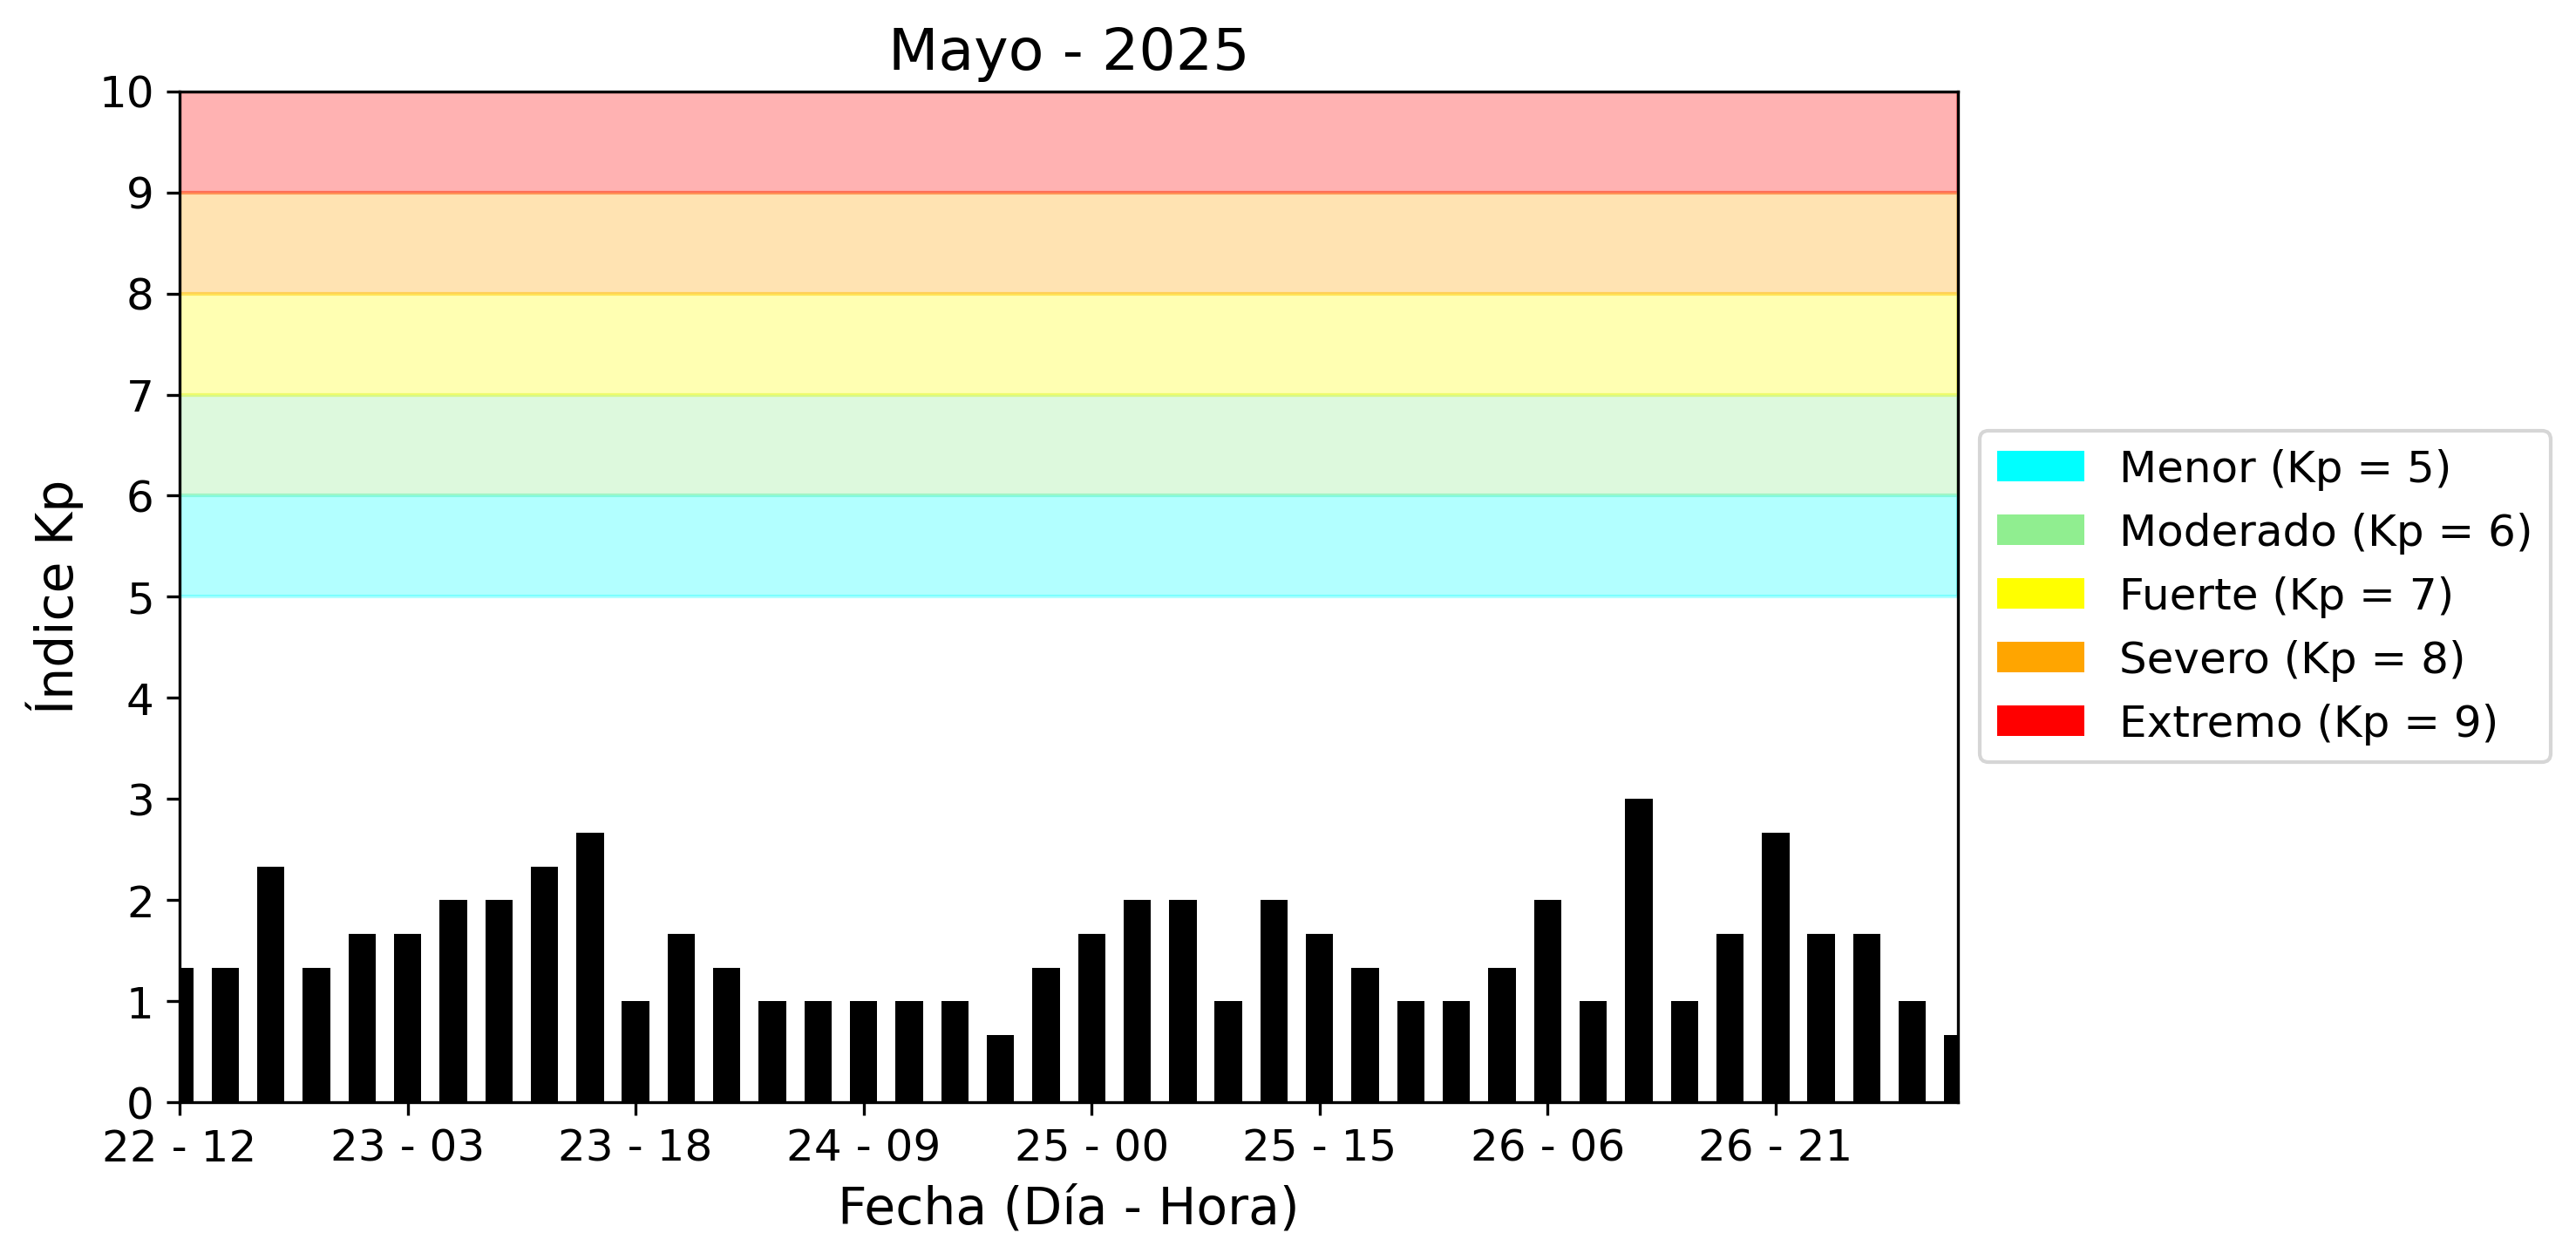 Mayo - 2025
10
9
8
7
6
5
4
3
2
1
0
Índice Kp
22 - 12
23 - 03
23 - 18
24 - 09
25 - 00
25 - 15
26 - 06
26 - 21
Fecha (Día - Hora)
Menor (Kp = 5)
Moderado (Kp = 6)
Fuerte (Kp = 7)
Severo (Kp = 8)
Extremo (Kp = 9)